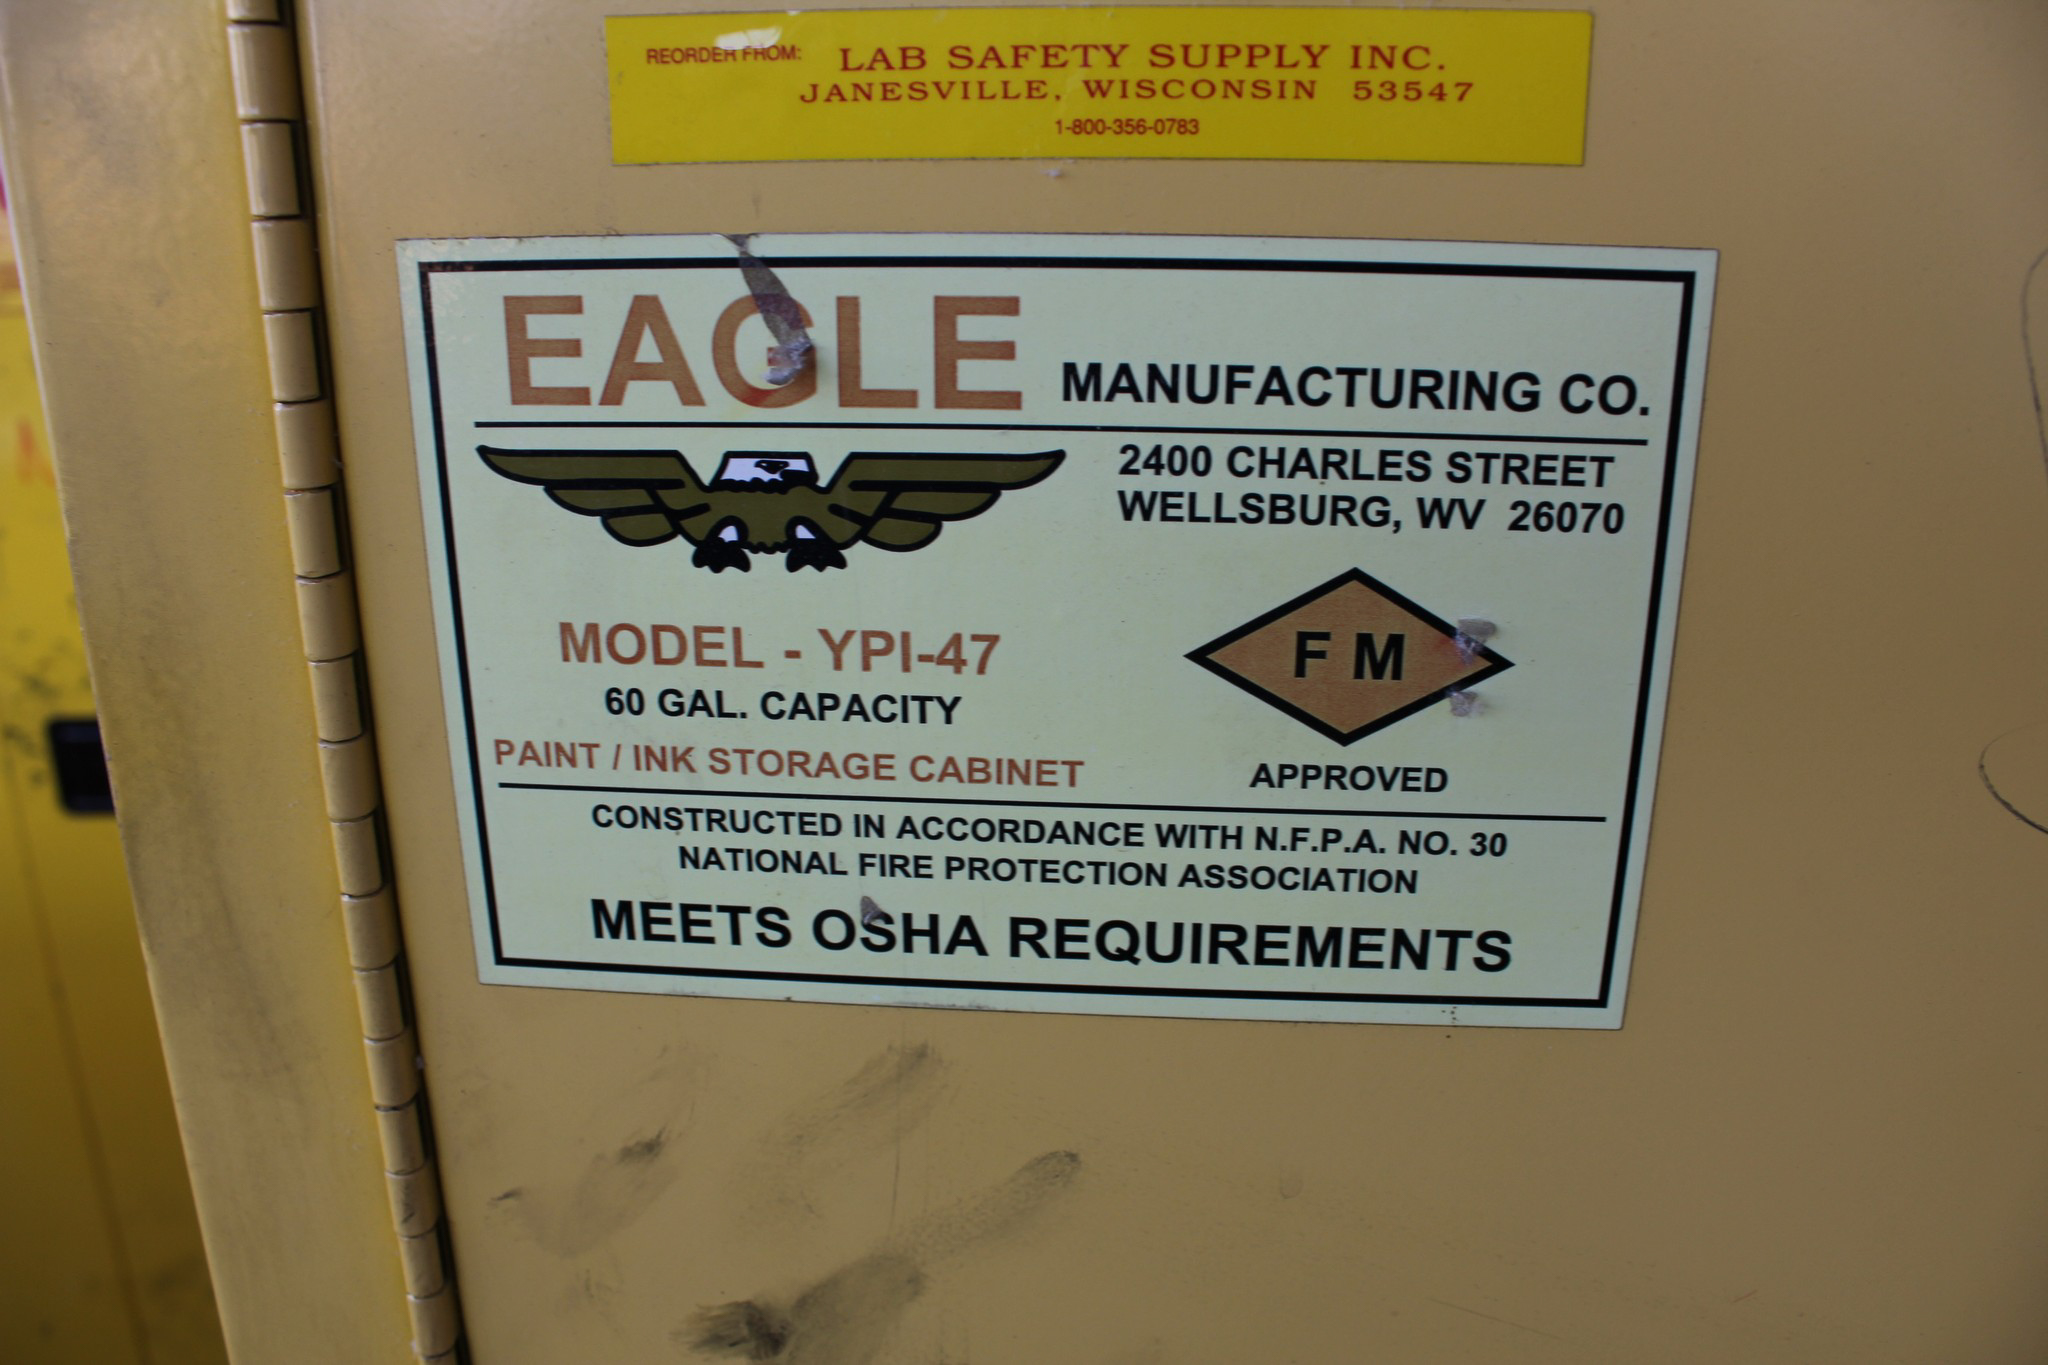 REORDER FROM: LAB SAFETY SUPPLY INC.
JANESVILLE, WISCONSIN 53547
1-800-356-0783
EAGLE MANUFACTURING CO.
2400 CHARLES STREET
WELLSBURG, WV 26070
MODEL - YPI-47
60 GAL. CAPACITY
PAINT / INK STORAGE CABINET
F M
APPROVED
CONSTRUCTED IN ACCORDANCE WITH N.F.P.A. NO. 30
NATIONAL FIRE PROTECTION ASSOCIATION
MEETS OSHA REQUIREMENTS